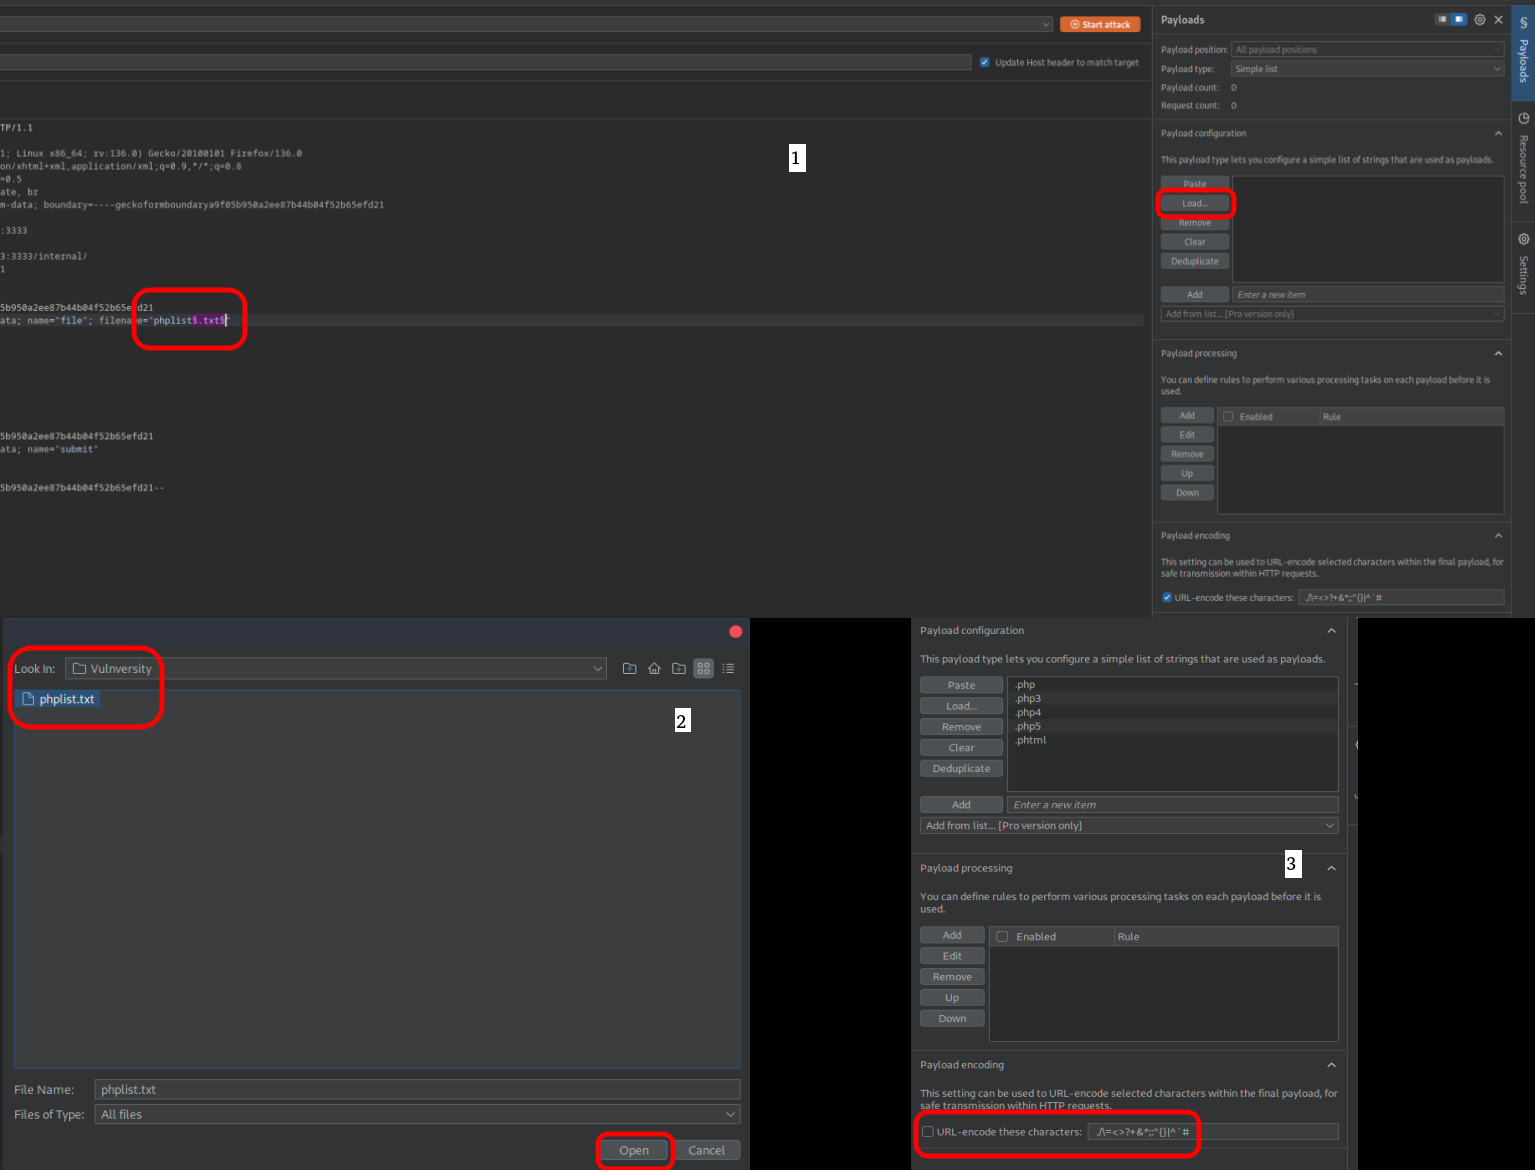 Start attack
Update Host header to match target
TP/1.1
1; Linux x86_64; rv:136.0) Gecko/20100101 Firefox/136.0
on/xhtml+xml,application/xml;q=0.9,*/*;q=0.8
=0.5
ate, br
m-data; boundary=----geckoformboundarya9f05b950a2ee87b44b04f52b65efd21
:3333
3:3333/internal/
1
5b950a2ee87b44b04f52b65efd21
ata; name="file"; filename="phplist§.txt§"
5b950a2ee87b44b04f52b65efd21
ata; name="submit"
5b950a2ee87b44b04f52b65efd21--
1
Payloads
Payload position: All payload positions
Payload type: Simple list
Payload count: 0
Request count: 0
Payload configuration
This payload type lets you configure a simple list of strings that are used as payloads.
Paste
Load...
Remove
Clear
Deduplicate
Add Enter a new item
Add from list... [Pro version only]
Payload processing
You can define rules to perform various processing tasks on each payload before it is
used.
Add
Edit
Remove
Up
Down
Enabled Rule
Payload encoding
This setting can be used to URL-encode selected characters within the final payload, for
safe transmission within HTTP requests.
URL-encode these characters: ./\=<>?+&*;:"{}|^`#
§ Payloads
Resource pool
Settings
Look In: Vulnversity
phplist.txt
2
File Name: phplist.txt
Files of Type: All files
Open Cancel
Payload configuration
This payload type lets you configure a simple list of strings that are used as payloads.
Paste
Load...
Remove
Clear
Deduplicate
.php
.php3
.php4
.php5
.phtml
Add Enter a new item
Add from list... [Pro version only]
3
Payload processing
You can define rules to perform various processing tasks on each payload before it is
used.
Add
Edit
Remove
Up
Down
Enabled Rule
Payload encoding
This setting can be used to URL-encode selected characters within the final payload, for
safe transmission within HTTP requests.
URL-encode these characters: ./\=<>?+&*;:"{}|^`#